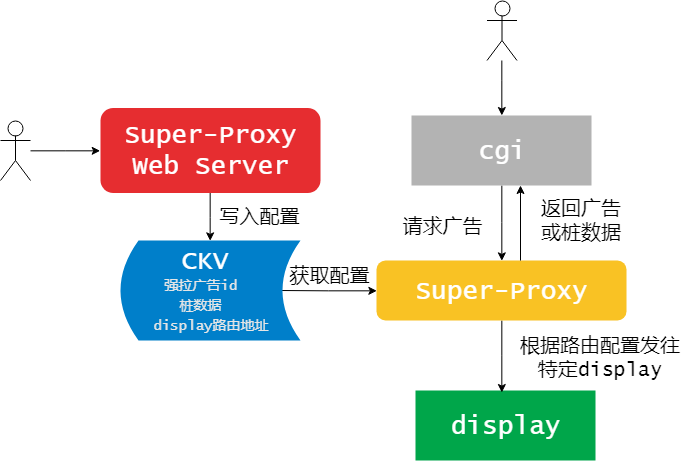 Super-Proxy
Web Server
写入配置
CKV
强拉广告id
桩数据
display路由地址
获取配置
cgi
请求广告
返回广告
或桩数据
Super-Proxy
根据路由配置发往
特定display
display